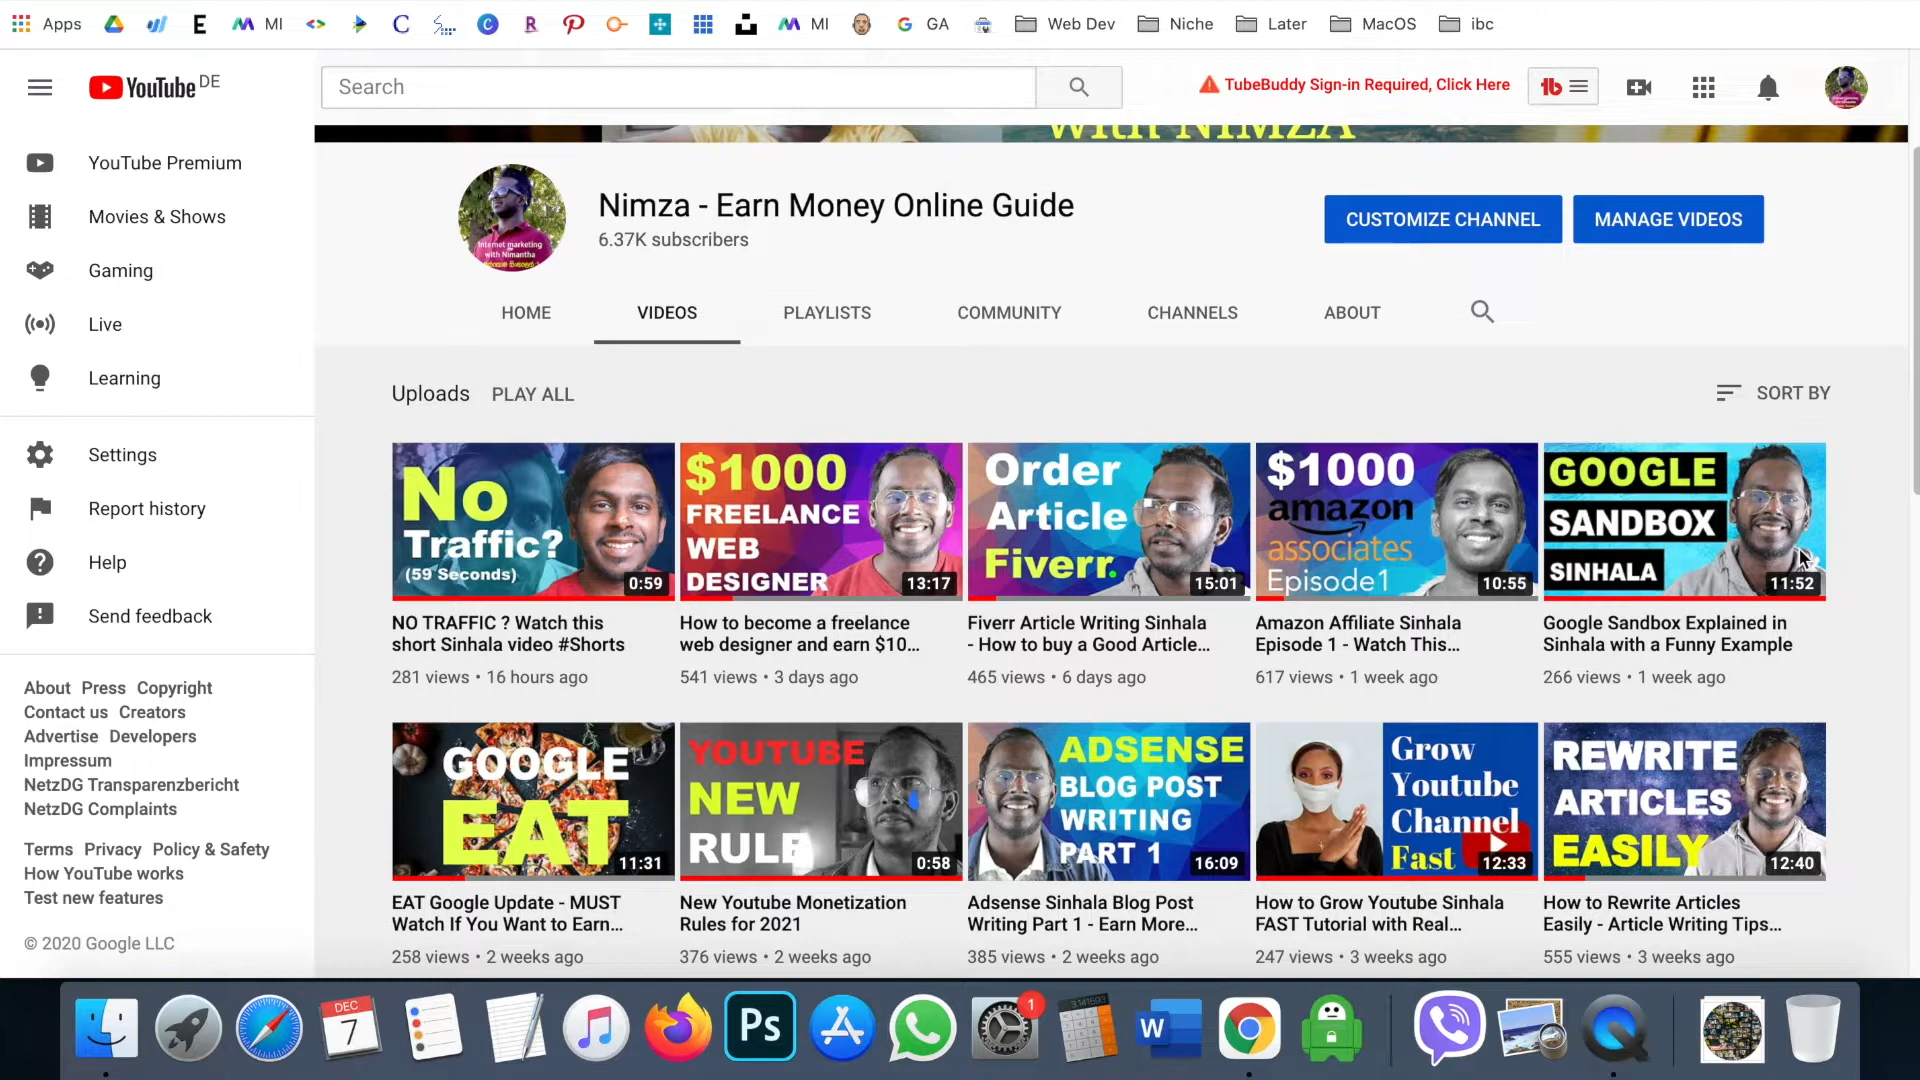 Apps
MI
MI
GA
Web Dev
Niche
Later
MacOS
ibc
YouTube DE
Search
TubeBuddy Sign-in Required, Click Here
with NIMZA
YouTube Premium
Movies & Shows
Gaming
Live
Learning
Settings
Report history
Help
Send feedback
About Press Copyright
Contact us Creators
Advertise Developers
Impressum
NetzDG Transparenzbericht
NetzDG Complaints
Terms Privacy Policy & Safety
How YouTube works
Test new features
© 2020 Google LLC
Internet marketing
with Nimantha
Nimza - Earn Money Online Guide
6.37K subscribers
CUSTOMIZE CHANNEL
MANAGE VIDEOS
HOME
VIDEOS
PLAYLISTS
COMMUNITY
CHANNELS
ABOUT
Uploads
PLAY ALL
SORT BY
No
Traffic?
(59 Seconds)
0:59
NO TRAFFIC ? Watch this
short Sinhala video #Shorts
281 views • 16 hours ago
$1000
FREELANCE
WEB
DESIGNER
13:17
How to become a freelance
web designer and earn $10...
541 views • 3 days ago
Order
Article
Fiverr.
15:01
Fiverr Article Writing Sinhala
- How to buy a Good Article...
465 views • 6 days ago
$1000
amazon
associates
Episode1
10:55
Amazon Affiliate Sinhala
Episode 1 - Watch This...
617 views • 1 week ago
GOOGLE
SANDBOX
SINHALA
11:52
Google Sandbox Explained in
Sinhala with a Funny Example
266 views • 1 week ago
GOOGLE
EAT
11:31
EAT Google Update - MUST
Watch If You Want to Earn...
258 views • 2 weeks ago
YOUTUBE
NEW
RULE
0:58
New Youtube Monetization
Rules for 2021
376 views • 2 weeks ago
ADSENSE
BLOG POST
WRITING
PART 1
16:09
Adsense Sinhala Blog Post
Writing Part 1 - Earn More...
385 views • 2 weeks ago
Grow
Youtube
Channel
Fast
12:33
How to Grow Youtube Sinhala
FAST Tutorial with Real...
247 views • 3 weeks ago
REWRITE
ARTICLES
EASILY
12:40
How to Rewrite Articles
Easily - Article Writing Tips...
555 views • 3 weeks ago
DEC
7
Ps
1
3.141593
W